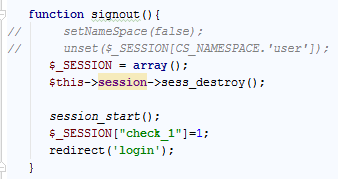 function signout(){
//      setNameSpace(false);
//      unset($_SESSION[CS_NAMESPACE.'user']);
    $_SESSION = array();
    $this->session->sess_destroy();

    session_start();
    $_SESSION["check_1"]=1;
    redirect('login');
}